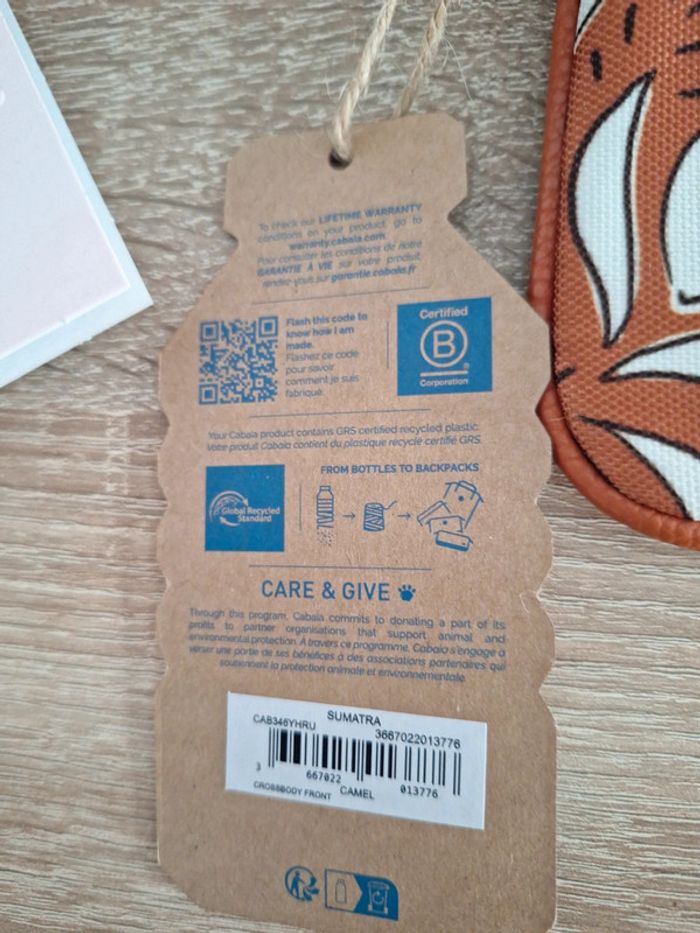 To check our LIFETIME WARRANTY
conditions on your product, go to
warranty.cabaia.com.
Pour consulter les conditions de notre
GARANTIE À VIE sur votre produit,
rendez-vous sur garantie.cabaia.fr
Flash this code to
know how I am
made.
Flashez ce code
pour savoir
comment je suis
fabriqué.
Certified
B
®
Corporation
Your Cabaia product contains GRS certified recycled plastic.
Votre produit Cabaia contient du plastique recyclé certifié GRS.
Global Recycled
Standard
FROM BOTTLES TO BACKPACKS
CARE & GIVE
Through this program, Cabaia commits to donating a part of its
profits to partner organisations that support animal and
environmental protection. À travers ce programme, Cabaia s'engage à
verser une partie de ses bénéfices à des associations partenaires qui
soutiennent la protection animale et environnementale.
CAB346YHRU SUMATRA
3667022013776
3 667022 013776
CROSSBODY FRONT CAMEL